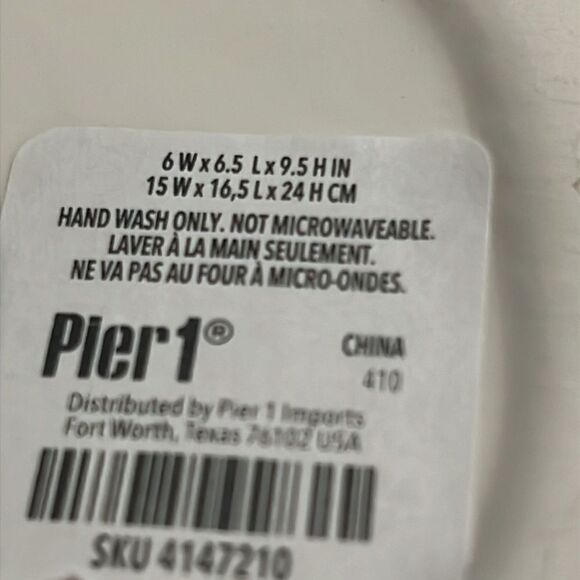 6 W x 6.5 L x 9.5 H IN
15 W x 16,5 L x 24 H CM
HAND WASH ONLY. NOT MICROWAVEABLE.
LAVER À LA MAIN SEULEMENT.
NE VA PAS AU FOUR À MICRO-ONDES.
Pier 1®
CHINA
410
Distributed by Pier 1 Imports
Fort Worth, Texas 76102 USA
SKU 4147210